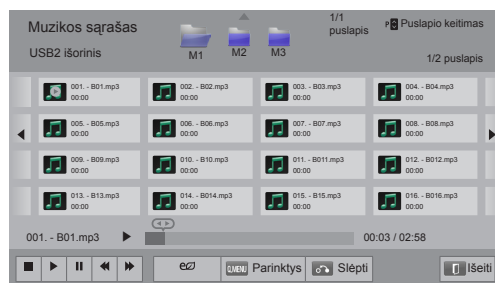 Muzikos sąrašas
USB2 išorinis
M1 M2 M3
1/1
puslapis
P Puslapio keitimas
1/2 puslapis
001. - B01.mp3
00:00
002. - B02.mp3
00:00
003. - B03.mp3
00:00
004. - B04.mp3
00:00
005. - B05.mp3
00:00
006. - B06.mp3
00:00
007. - B07.mp3
00:00
008. - B08.mp3
00:00
009. - B09.mp3
00:00
010. - B10.mp3
00:00
011. - B011.mp3
00:00
012. - B012.mp3
00:00
013. - B13.mp3
00:00
014. - B014.mp3
00:00
015. - B15.mp3
00:00
016. - B016.mp3
00:00
001. - B01.mp3 00:03 / 02:58
Q.MENU Parinktys Slėpti Išeiti